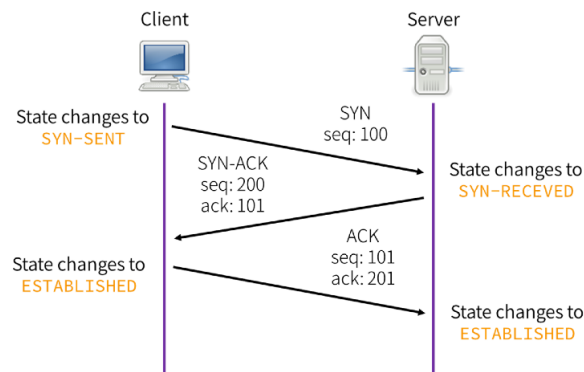 Client
Server
State changes to
SYN-SENT
SYN
seq: 100
SYN-ACK
seq: 200
ack: 101
State changes to
SYN-RECEVED
ACK
seq: 101
ack: 201
State changes to
ESTABLISHED
State changes to
ESTABLISHED